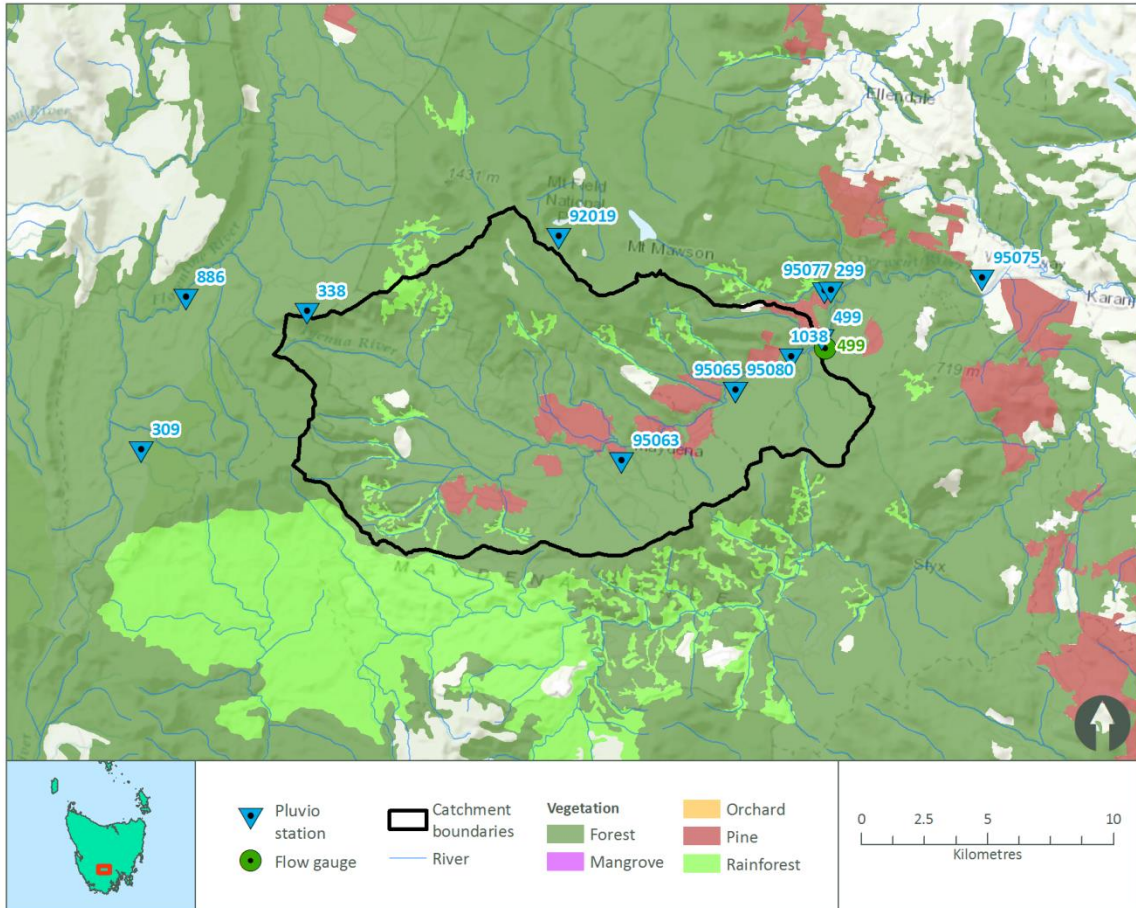 Ellendale
1431 m
Mt Field
National
92019
Mt Mawson
886
338
95077 299
95075
Karanj
499
1038 499
95065 95080
719 m
309
95063
Maydena
Styx
MAYDENA
Pluvio
station
Flow gauge
Catchment
boundaries
River
Vegetation
Forest
Mangrove
Orchard
Pine
Rainforest
0 2.5 5 10
Kilometres